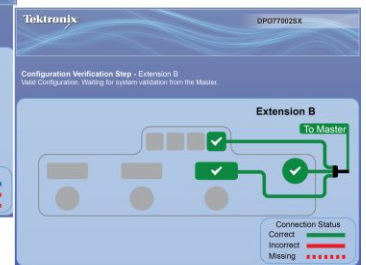 Tektronix
DPO77002SX
Configuration Verification Step - Extension B
Valid Configuration. Waiting for system validation from the Master.
Extension B
To Master
Connection Status
Correct
Incorrect
Missing